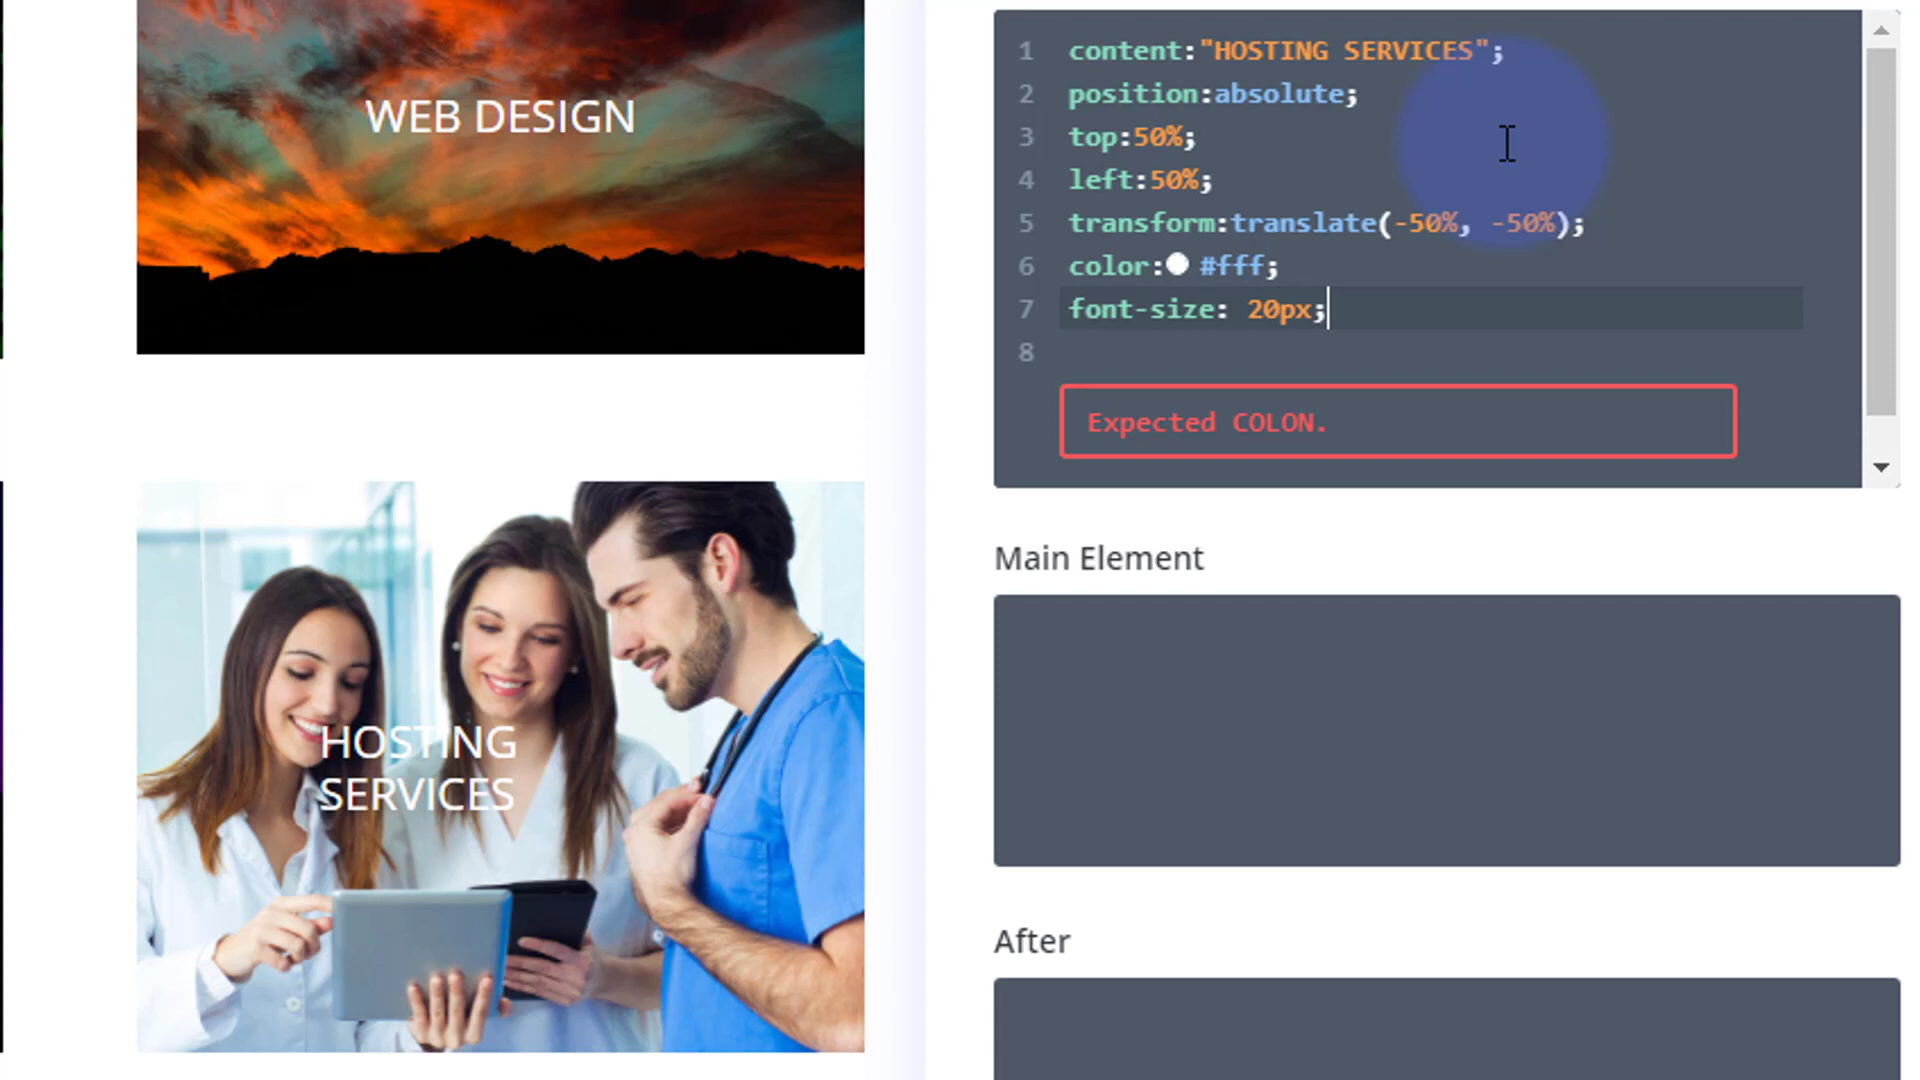 WEB DESIGN
HOSTING
SERVICES
1 content:"HOSTING SERVICES";
2 position:absolute;
3 top:50%;
4 left:50%;
5 transform:translate(-50%, -50%);
6 color: #fff;
7 font-size: 20px;
8
Expected COLON.
Main Element
After